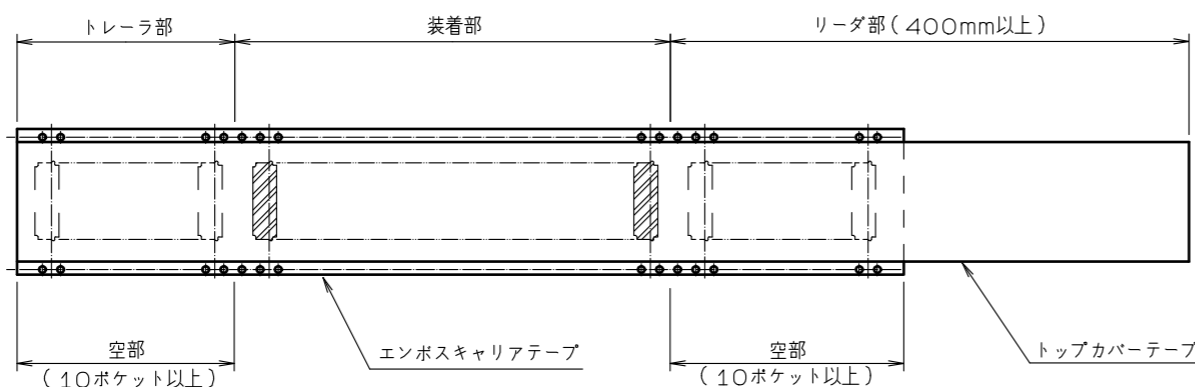 トレーラ部
装着部
リーダ部(400mm以上)
空部
(10ポケット以上)
エンボスキャリアテープ
空部
(10ポケット以上)
トップカバーテープ